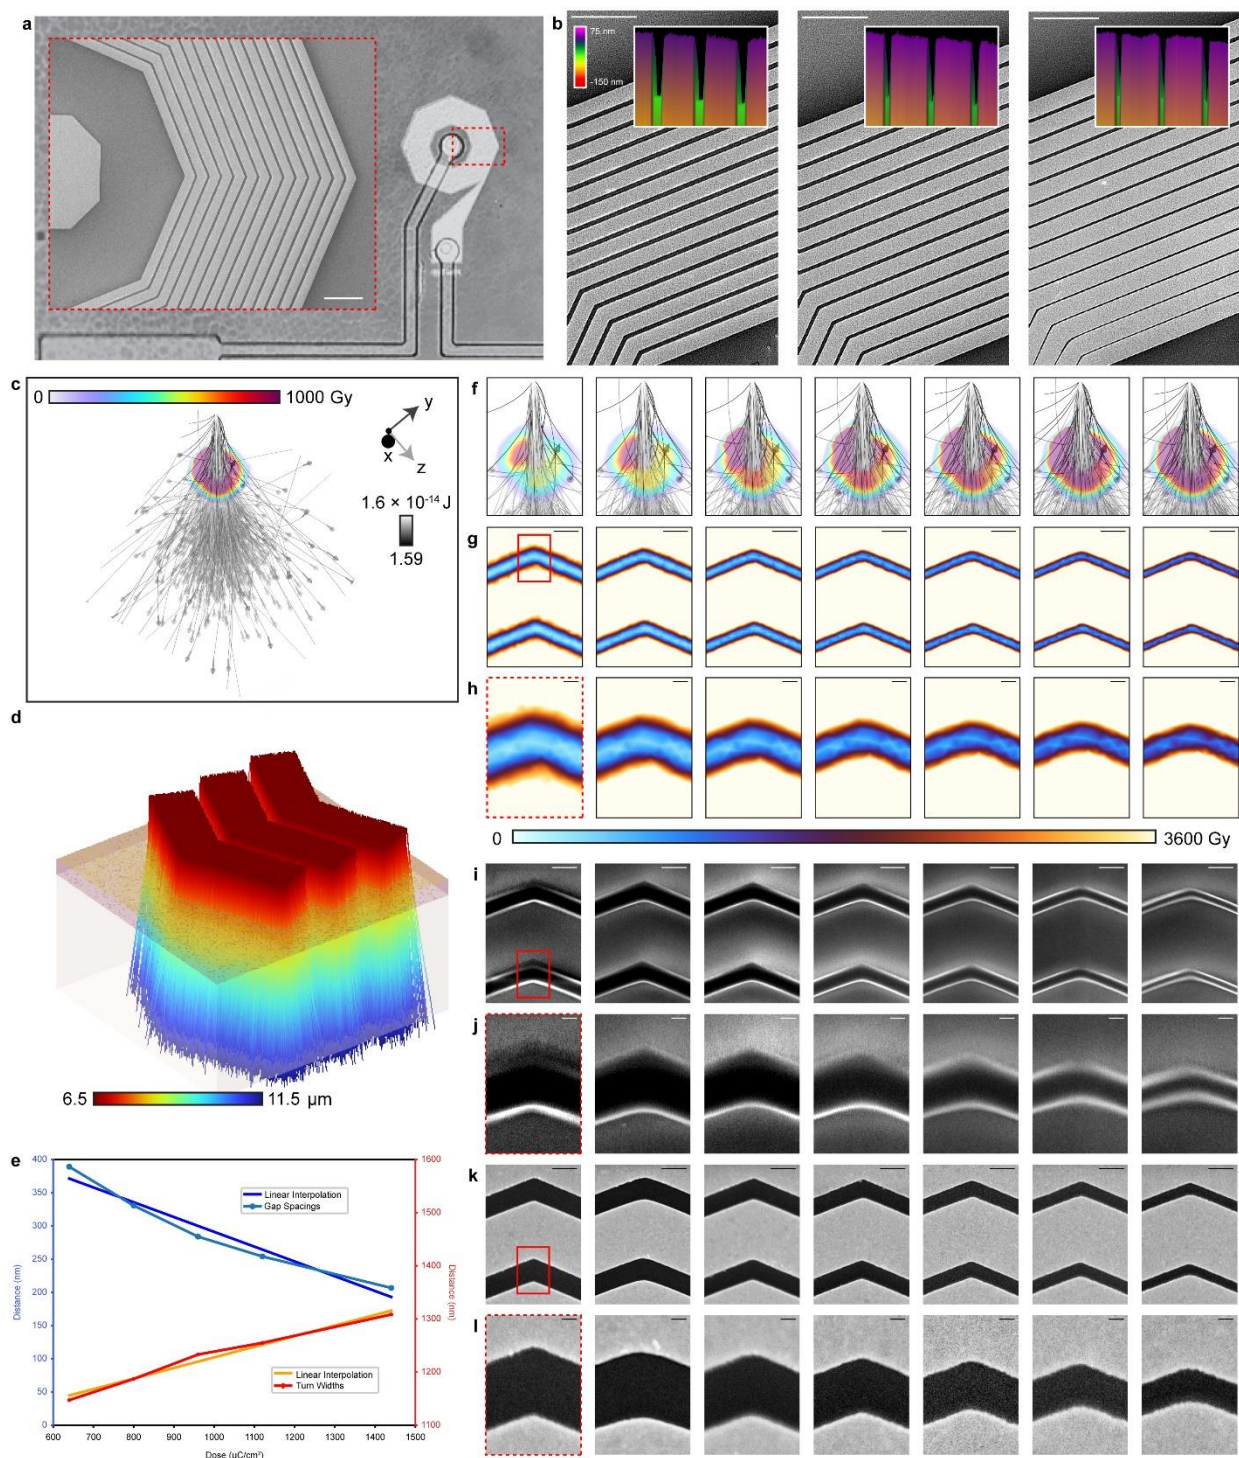 a
b
75 nm
-150 nm
c
0
1000 Gy
y
x
z
1.6 × 10⁻¹⁴ J
1.59
d
6.5
11.5 µm
e
400
350
300
250
200
150
100
50
0
Distance (nm)
1600
1500
1400
1300
1200
1100
Distance (nm)
Linear Interpolation
Gap Spacings
Linear Interpolation
Turn Widths
600
700
800
900
1000
1100
1200
1300
1400
1500
Dose (uC/cm²)
f
g
h
0
3600 Gy
i
j
k
l